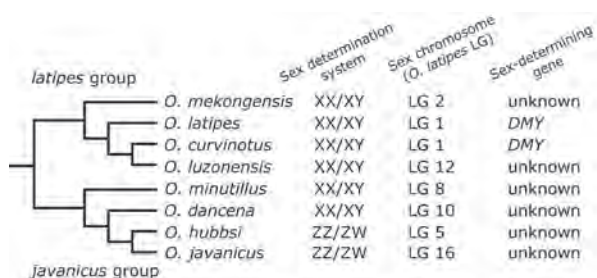 Sex determination system
Sex chromosome (O. latipes LG)
Sex-determining gene
latipes group
O. mekongensis XX/XY LG 2 unknown
O. latipes XX/XY LG 1 DMY
O. curvinotus XX/XY LG 1 DMY
O. luzonensis XX/XY LG 12 unknown
O. minutillus XX/XY LG 8 unknown
O. dancena XX/XY LG 10 unknown
O. hubbsi ZZ/ZW LG 5 unknown
O. javanicus ZZ/ZW LG 16 unknown
javanicus group